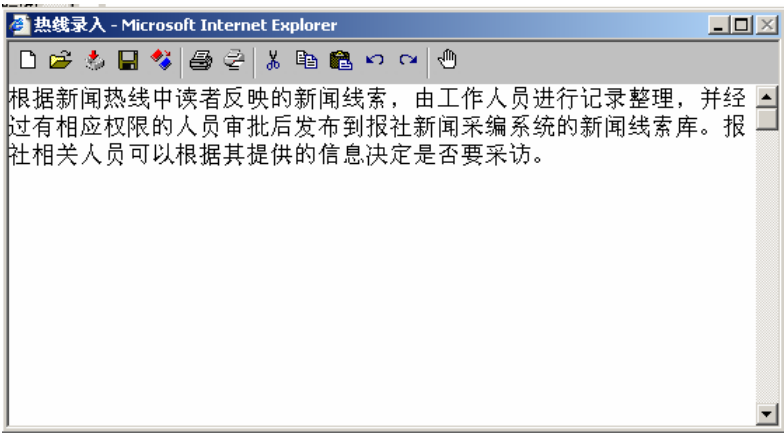 热线录入 - Microsoft Internet Explorer
根据新闻热线中读者反映的新闻线索，由工作人员进行记录整理，并经
过有相应权限的人员审批后发布到报社新闻采编系统的新闻线索库。报
社相关人员可以根据其提供的信息决定是否要采访。